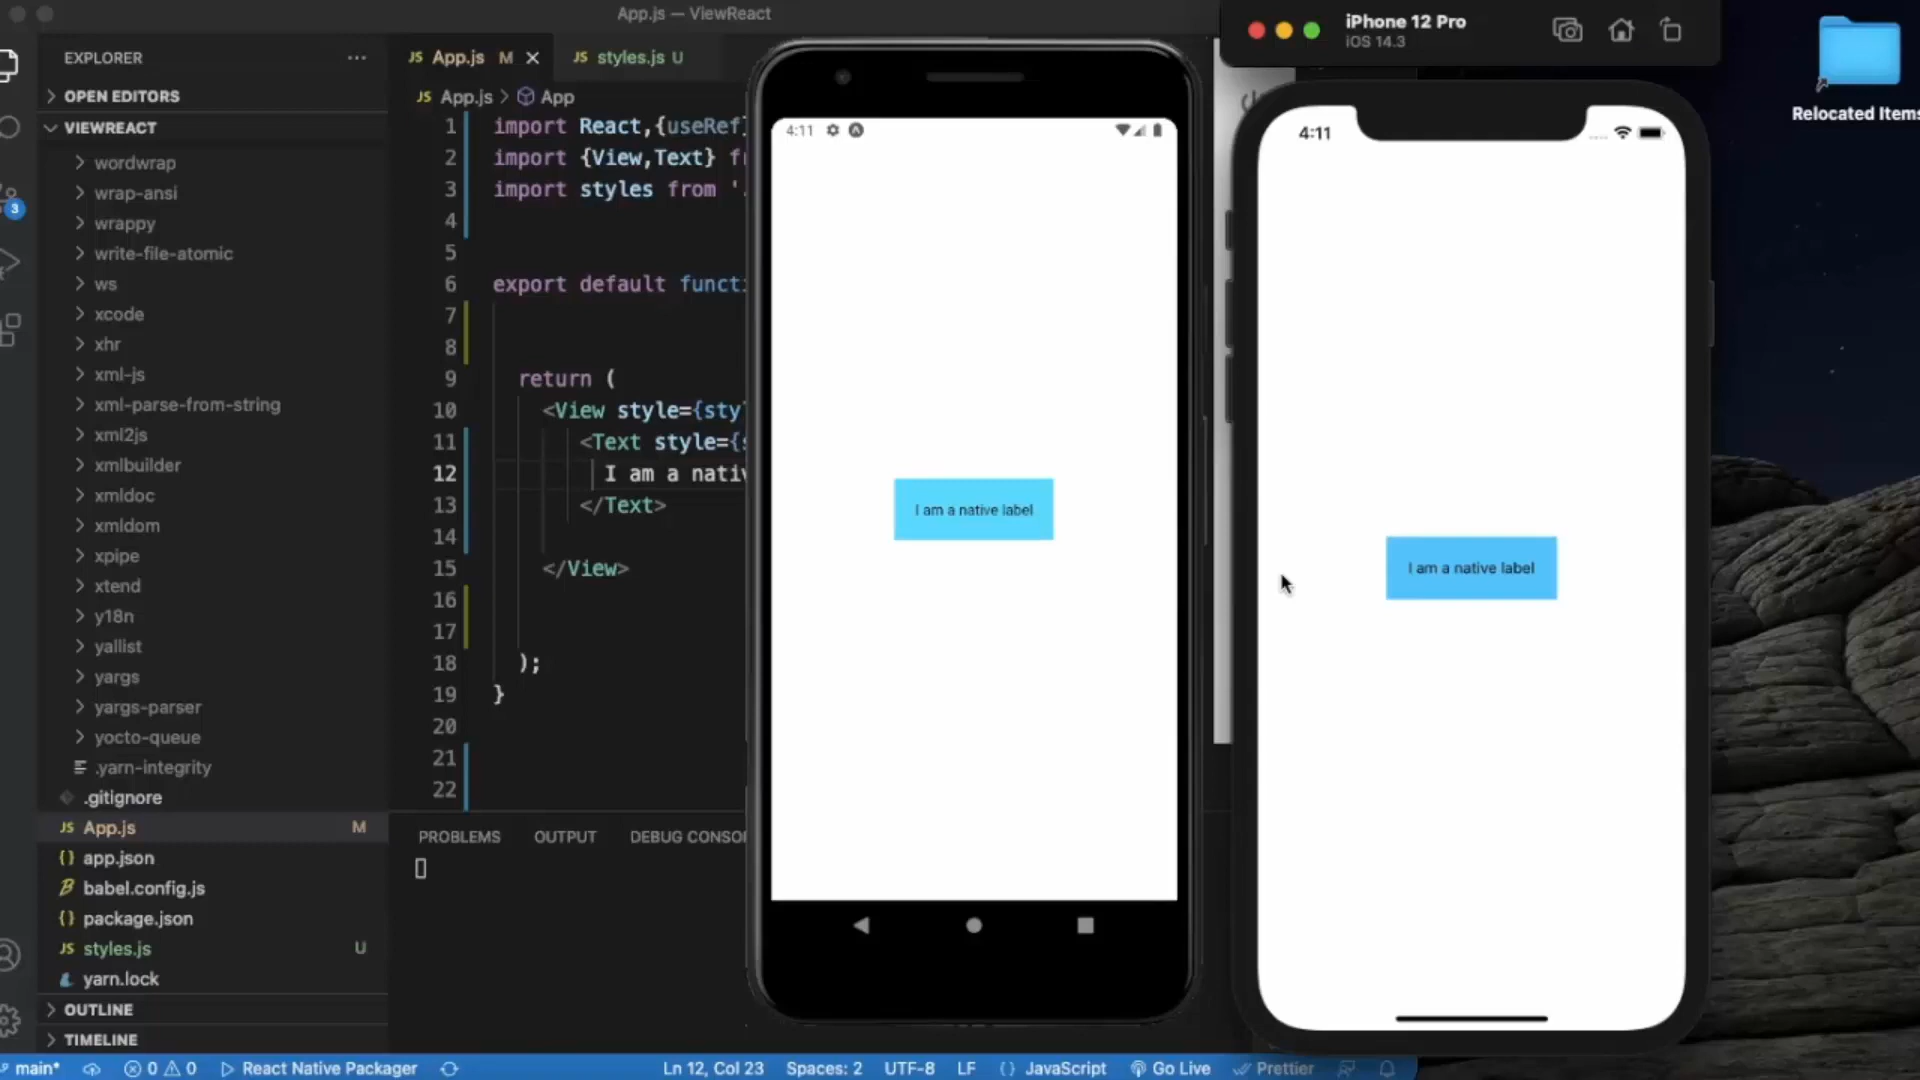 App.js — ViewReact
EXPLORER
OPEN EDITORS
VIEWREACT
wordwrap
wrap-ansi
wrappy
write-file-atomic
ws
xcode
xhr
xml-js
xml-parse-from-string
xml2js
xmlbuilder
xmldoc
xmldom
xpipe
xtend
y18n
yallist
yargs
yargs-parser
yocto-queue
.yarn-integrity
.gitignore
JS App.js M
{} app.json
babel.config.js
{} package.json
JS styles.js U
yarn.lock
OUTLINE
TIMELINE
3
JS App.js M
JS styles.js U
JS App.js > App
1 import React,{useRef
2 import {View,Text} f
3 import styles from '.
4
5
6 export default functi
7
8
9 return (
10 <View style={sty
11 <Text style={s
12 I am a nativ
13 </Text>
14
15 </View>
16
17
18 );
19 }
20
21
22
PROBLEMS OUTPUT DEBUG CONSO
4:11
I am a native label
iPhone 12 Pro
iOS 14.3
4:11
I am a native label
Relocated Items
main* 0 0 React Native Packager Ln 12, Col 23 Spaces: 2 UTF-8 LF {} JavaScript Go Live Prettier